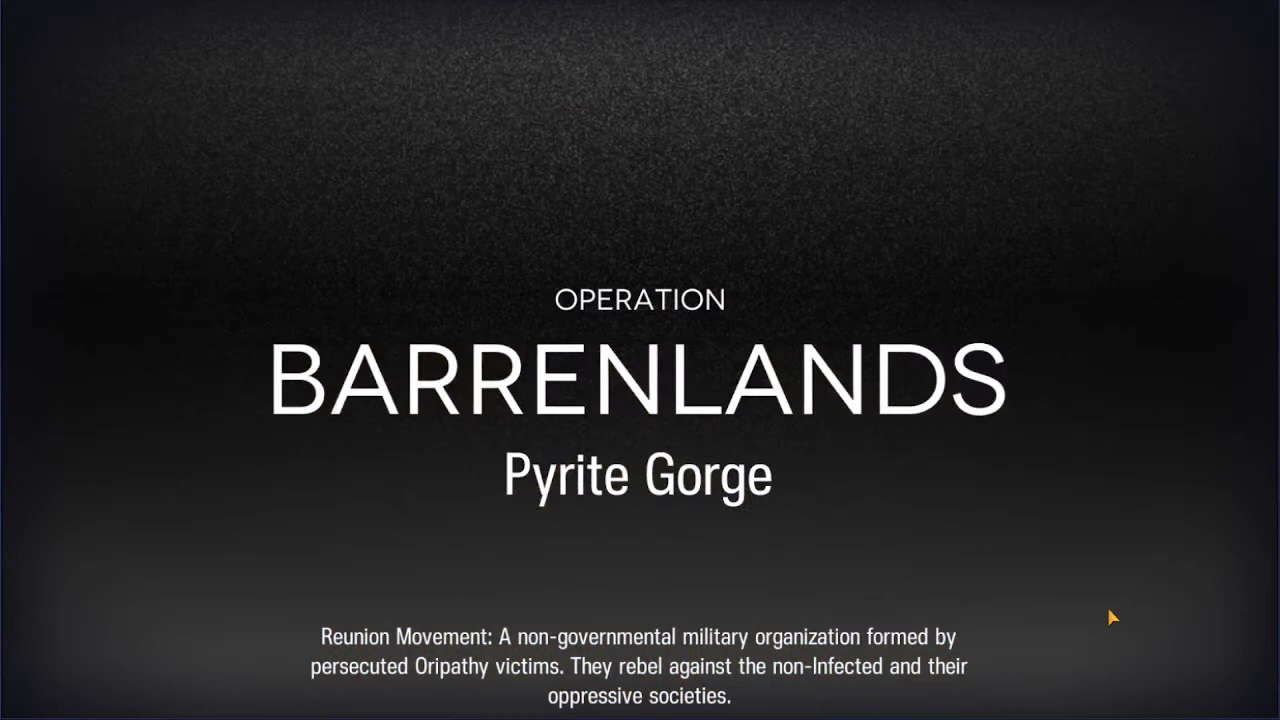 OPERATION
BARRENLANDS
Pyrite Gorge
Reunion Movement: A non-governmental military organization formed by
persecuted Oripathy victims. They rebel against the non-Infected and their
oppressive societies.